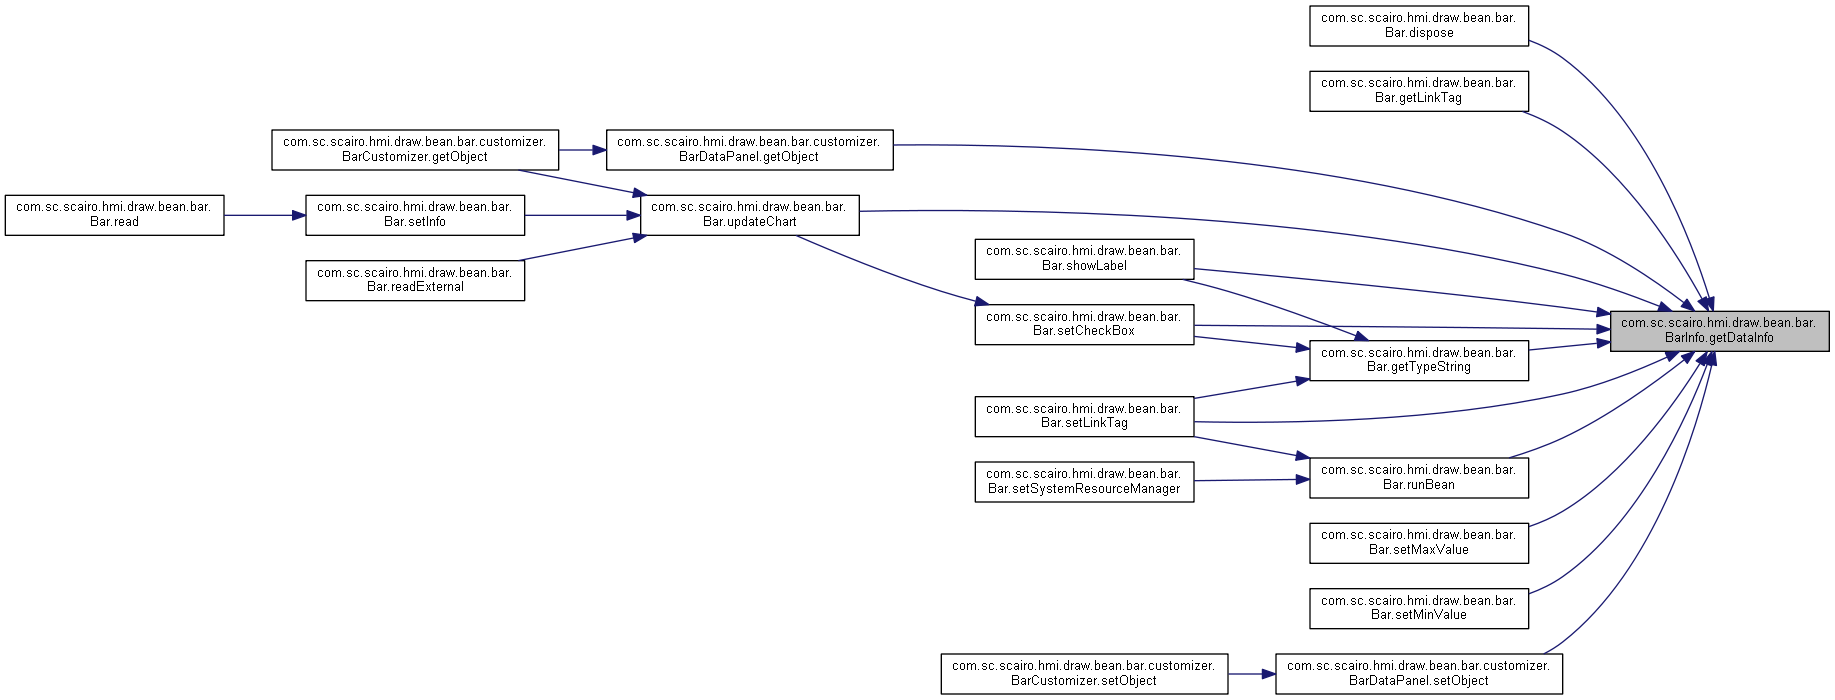 com.sc.scairo.hmi.draw.bean.bar.
Bar.dispose
com.sc.scairo.hmi.draw.bean.bar.
Bar.getLinkTag
com.sc.scairo.hmi.draw.bean.bar.customizer.
BarCustomizer.getObject
com.sc.scairo.hmi.draw.bean.bar.customizer.
BarDataPanel.getObject
com.sc.scairo.hmi.draw.bean.bar.
Bar.read
com.sc.scairo.hmi.draw.bean.bar.
Bar.setInfo
com.sc.scairo.hmi.draw.bean.bar.
Bar.updateChart
com.sc.scairo.hmi.draw.bean.bar.
Bar.readExternal
com.sc.scairo.hmi.draw.bean.bar.
Bar.showLabel
com.sc.scairo.hmi.draw.bean.bar.
Bar.setCheckBox
com.sc.scairo.hmi.draw.bean.bar.
BarInfo.getDataInfo
com.sc.scairo.hmi.draw.bean.bar.
Bar.getTypeString
com.sc.scairo.hmi.draw.bean.bar.
Bar.setLinkTag
com.sc.scairo.hmi.draw.bean.bar.
Bar.setSystemResourceManager
com.sc.scairo.hmi.draw.bean.bar.
Bar.runBean
com.sc.scairo.hmi.draw.bean.bar.
Bar.setMaxValue
com.sc.scairo.hmi.draw.bean.bar.
Bar.setMinValue
com.sc.scairo.hmi.draw.bean.bar.customizer.
BarCustomizer.setObject
com.sc.scairo.hmi.draw.bean.bar.customizer.
BarDataPanel.setObject